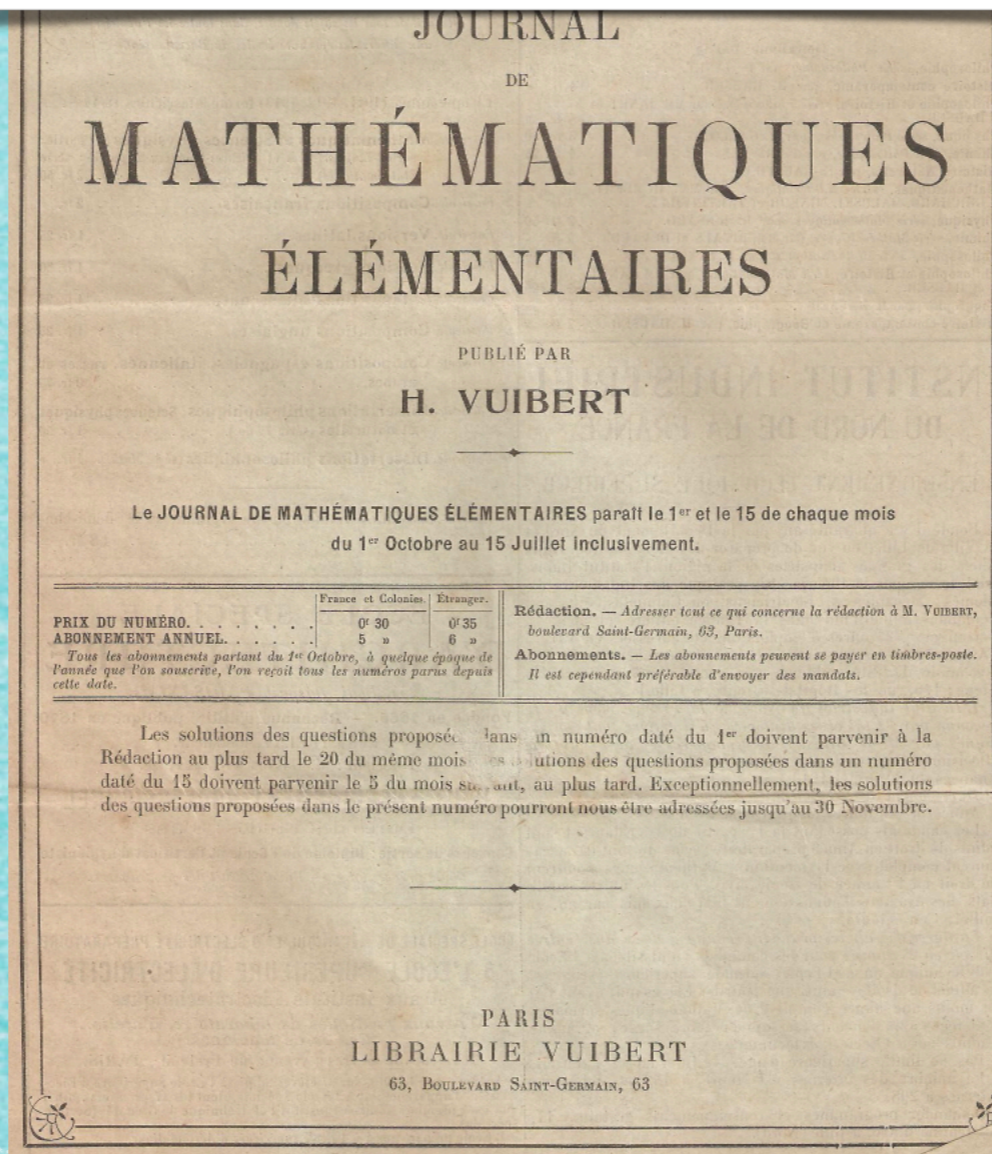 JOURNAL
DE
MATHÉMATIQUES
ÉLÉMENTAIRES
PUBLIÉ PAR
H. VUIBERT
Le JOURNAL DE MATHÉMATIQUES ÉLÉMENTAIRES paraît le 1er et le 15 de chaque mois
du 1er Octobre au 15 Juillet inclusivement.
France et Colonies. Étranger.
PRIX DU NUMÉRO. . . . . . . . . 0f 30 0f 35
ABONNEMENT ANNUEL. . . . . . 5 » 6 »
Tous les abonnements partant du 1er Octobre, à quelque époque de
l'année que l'on souscrive, l'on reçoit tous les numéros parus depuis
cette date.
Rédaction. — Adresser tout ce qui concerne la rédaction à M. VUIBERT,
boulevard Saint-Germain, 63, Paris.
Abonnements. — Les abonnements peuvent se payer en timbres-poste.
Il est cependant préférable d'envoyer des mandats.
Les solutions des questions proposées dans un numéro daté du 1er doivent parvenir à la
Rédaction au plus tard le 20 du même mois solutions des questions proposées dans un numéro
daté du 15 doivent parvenir le 5 du mois suivant, au plus tard. Exceptionnellement, les solutions
des questions proposées dans le présent numéro pourront nous être adressées jusqu'au 30 Novembre.
PARIS
LIBRAIRIE VUIBERT
63, BOULEVARD SAINT-GERMAIN, 63